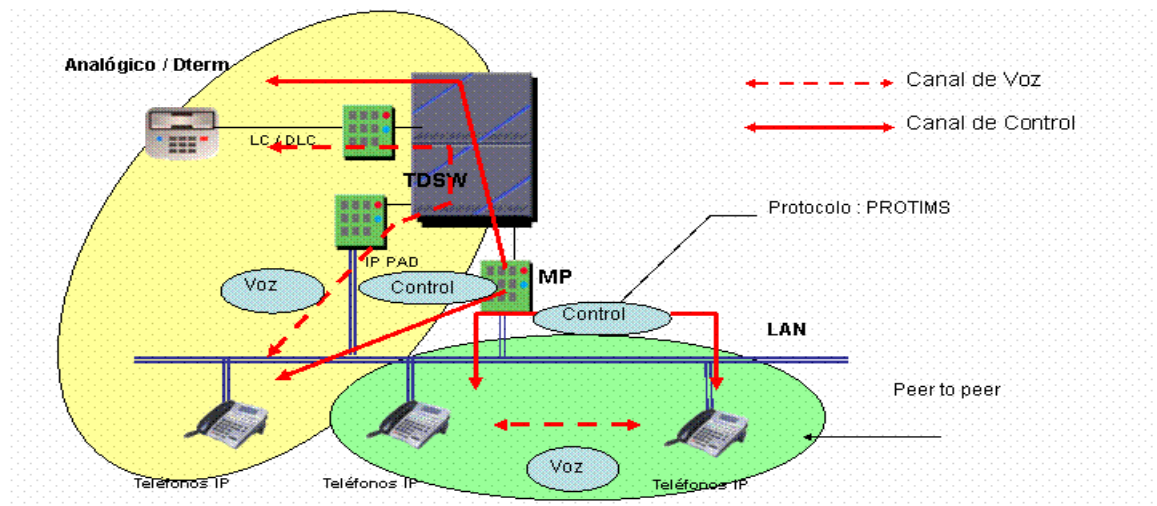 Analógico / Dterm
Canal de Voz
Canal de Control
LC / DLC
TDSW
Protocolo : PROTIMS
IP PAD
MP
Voz
Control
Control
LAN
Peer to peer
Voz
Teléfonos IP
Teléfonos IP
Teléfonos IP